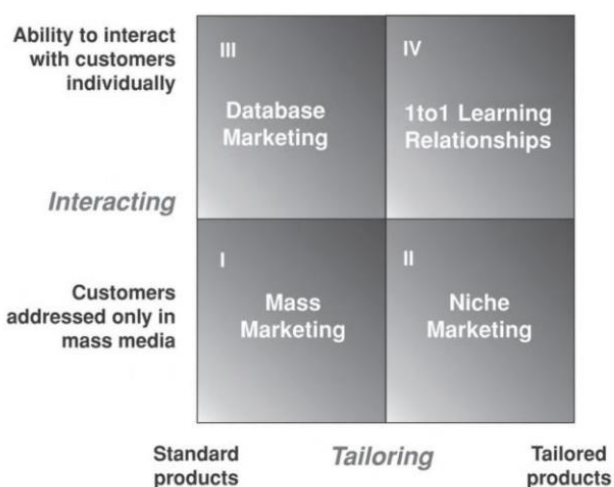 Ability to interact
with customers
individually
III
Database
Marketing
IV
1to1 Learning
Relationships
Interacting
Customers
addressed only in
mass media
I
Mass
Marketing
II
Niche
Marketing
Standard
products
Tailoring
Tailored
products